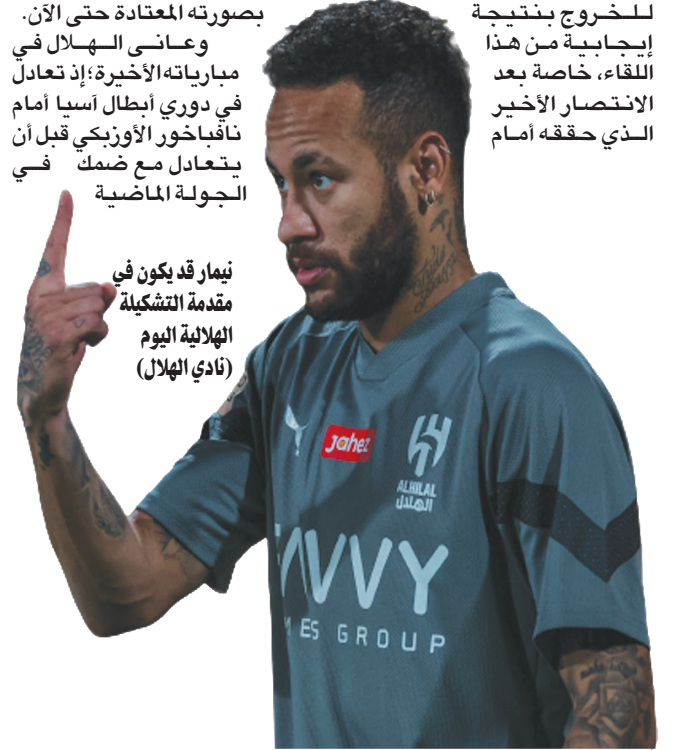 للخروج بنتيجة
إيجابية من هذا
اللقاء، خاصة بعد
الانتصار الأخير
الذي حققه أمام
بصورته المعتادة حتى الآن.
وعانى الهلال في
مبارياته الأخيرة؛ إذ تعادل
في دوري أبطال آسيا أمام
نافباخور الأوزبكي قبل أن
يتعادل مع ضمك في
الجولة الماضية
نيمار قد يكون في
مقدمة التشكيلة
الهلالية اليوم
(نادي الهلال)
jahez
ALHILAL
الهلال
SAVVY
ES GROUP